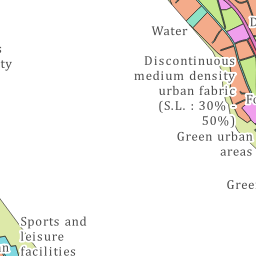 Water
Discontinuous
medium density
urban fabric
(S.L. : 30% -
50%)
Green urban
areas
Sports and
leisure
facilities